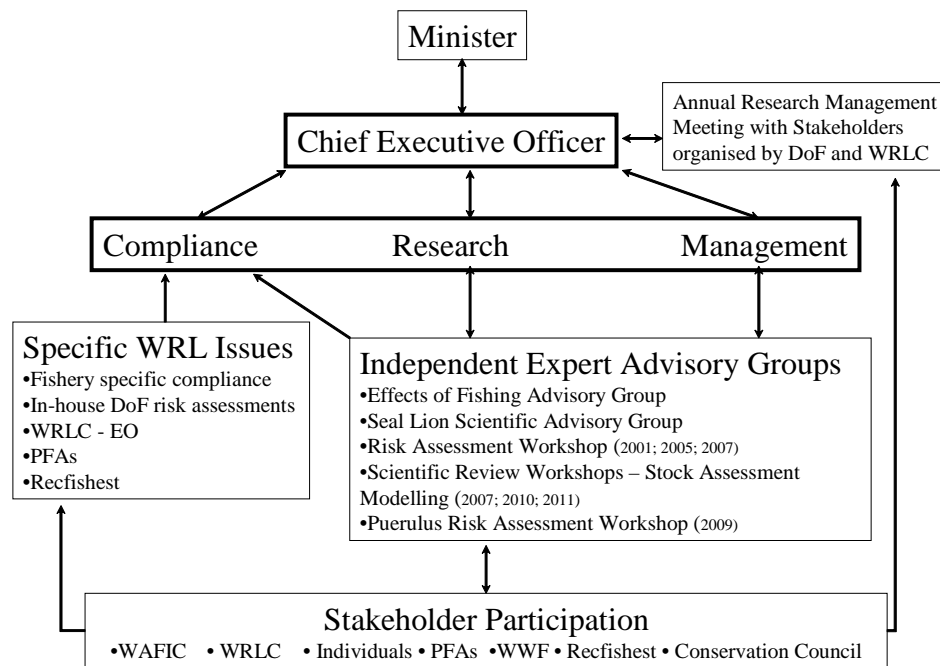 Minister
Chief Executive Officer
Annual Research Management
Meeting with Stakeholders
organised by DoF and WRLC
Compliance Research Management
Specific WRL Issues
•Fishery specific compliance
•In-house DoF risk assessments
•WRLC - EO
•PFAs
•Recfishest
Independent Expert Advisory Groups
•Effects of Fishing Advisory Group
•Seal Lion Scientific Advisory Group
•Risk Assessment Workshop (2001; 2005; 2007)
•Scientific Review Workshops – Stock Assessment
Modelling (2007; 2010; 2011)
•Puerulus Risk Assessment Workshop (2009)
Stakeholder Participation
•WAFIC • WRLC • Individuals • PFAs •WWF • Recfishest • Conservation Council